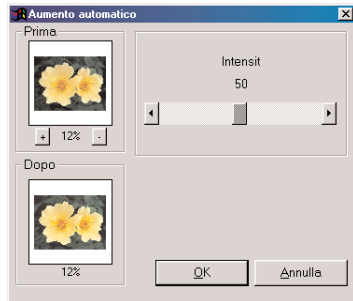 Aumento automatico
Prima
+ 12% -
Intensit
50
Dopo
12%
OK
Annulla